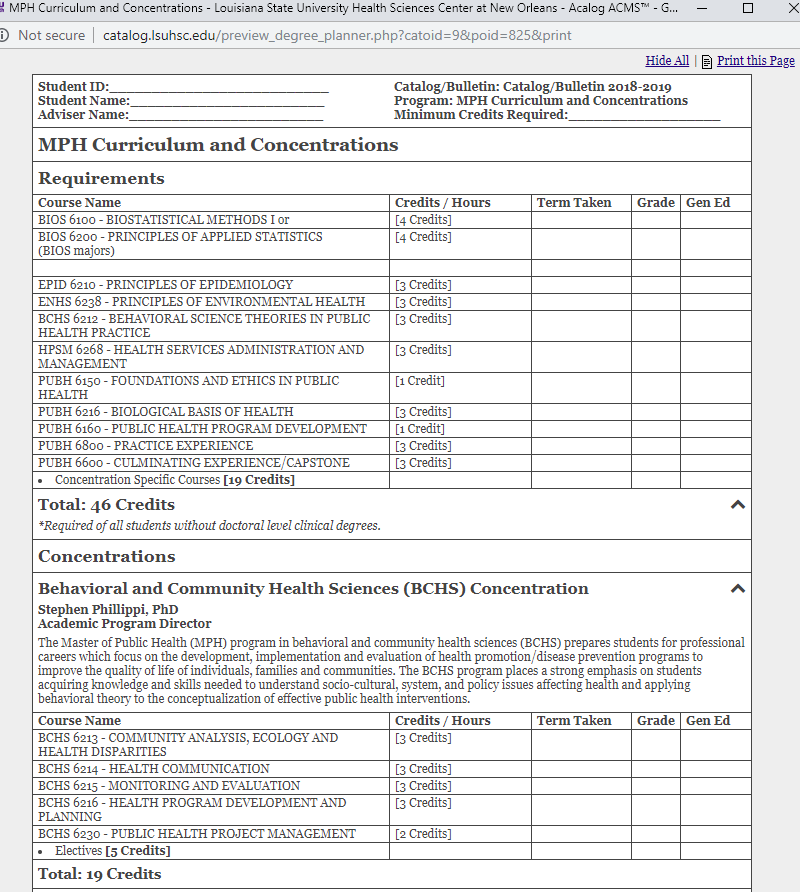 MPH Curriculum and Concentrations - Louisiana State University Health Sciences Center at New Orleans - Acalog ACMS™ - G...
Not secure | catalog.lsuhsc.edu/preview_degree_planner.php?catoid=9&poid=825&print
Hide All | Print this Page
Student ID:__________________________ Catalog/Bulletin: Catalog/Bulletin 2018-2019
Student Name:_______________________ Program: MPH Curriculum and Concentrations
Adviser Name:_______________________ Minimum Credits Required:__________________
MPH Curriculum and Concentrations
Requirements
Course Name Credits / Hours Term Taken Grade Gen Ed
BIOS 6100 - BIOSTATISTICAL METHODS I or [4 Credits]
BIOS 6200 - PRINCIPLES OF APPLIED STATISTICS [4 Credits]
(BIOS majors)
EPID 6210 - PRINCIPLES OF EPIDEMIOLOGY [3 Credits]
ENHS 6238 - PRINCIPLES OF ENVIRONMENTAL HEALTH [3 Credits]
BCHS 6212 - BEHAVIORAL SCIENCE THEORIES IN PUBLIC [3 Credits]
HEALTH PRACTICE
HPSM 6268 - HEALTH SERVICES ADMINISTRATION AND [3 Credits]
MANAGEMENT
PUBH 6150 - FOUNDATIONS AND ETHICS IN PUBLIC [1 Credit]
HEALTH
PUBH 6216 - BIOLOGICAL BASIS OF HEALTH [3 Credits]
PUBH 6160 - PUBLIC HEALTH PROGRAM DEVELOPMENT [1 Credit]
PUBH 6800 - PRACTICE EXPERIENCE [3 Credits]
PUBH 6600 - CULMINATING EXPERIENCE/CAPSTONE [3 Credits]
• Concentration Specific Courses [19 Credits]
Total: 46 Credits
*Required of all students without doctoral level clinical degrees.
Concentrations
Behavioral and Community Health Sciences (BCHS) Concentration
Stephen Phillippi, PhD
Academic Program Director
The Master of Public Health (MPH) program in behavioral and community health sciences (BCHS) prepares students for professional
careers which focus on the development, implementation and evaluation of health promotion/disease prevention programs to
improve the quality of life of individuals, families and communities. The BCHS program places a strong emphasis on students
acquiring knowledge and skills needed to understand socio-cultural, system, and policy issues affecting health and applying
behavioral theory to the conceptualization of effective public health interventions.
Course Name Credits / Hours Term Taken Grade Gen Ed
BCHS 6213 - COMMUNITY ANALYSIS, ECOLOGY AND [3 Credits]
HEALTH DISPARITIES
BCHS 6214 - HEALTH COMMUNICATION [3 Credits]
BCHS 6215 - MONITORING AND EVALUATION [3 Credits]
BCHS 6216 - HEALTH PROGRAM DEVELOPMENT AND [3 Credits]
PLANNING
BCHS 6230 - PUBLIC HEALTH PROJECT MANAGEMENT [2 Credits]
• Electives [5 Credits]
Total: 19 Credits